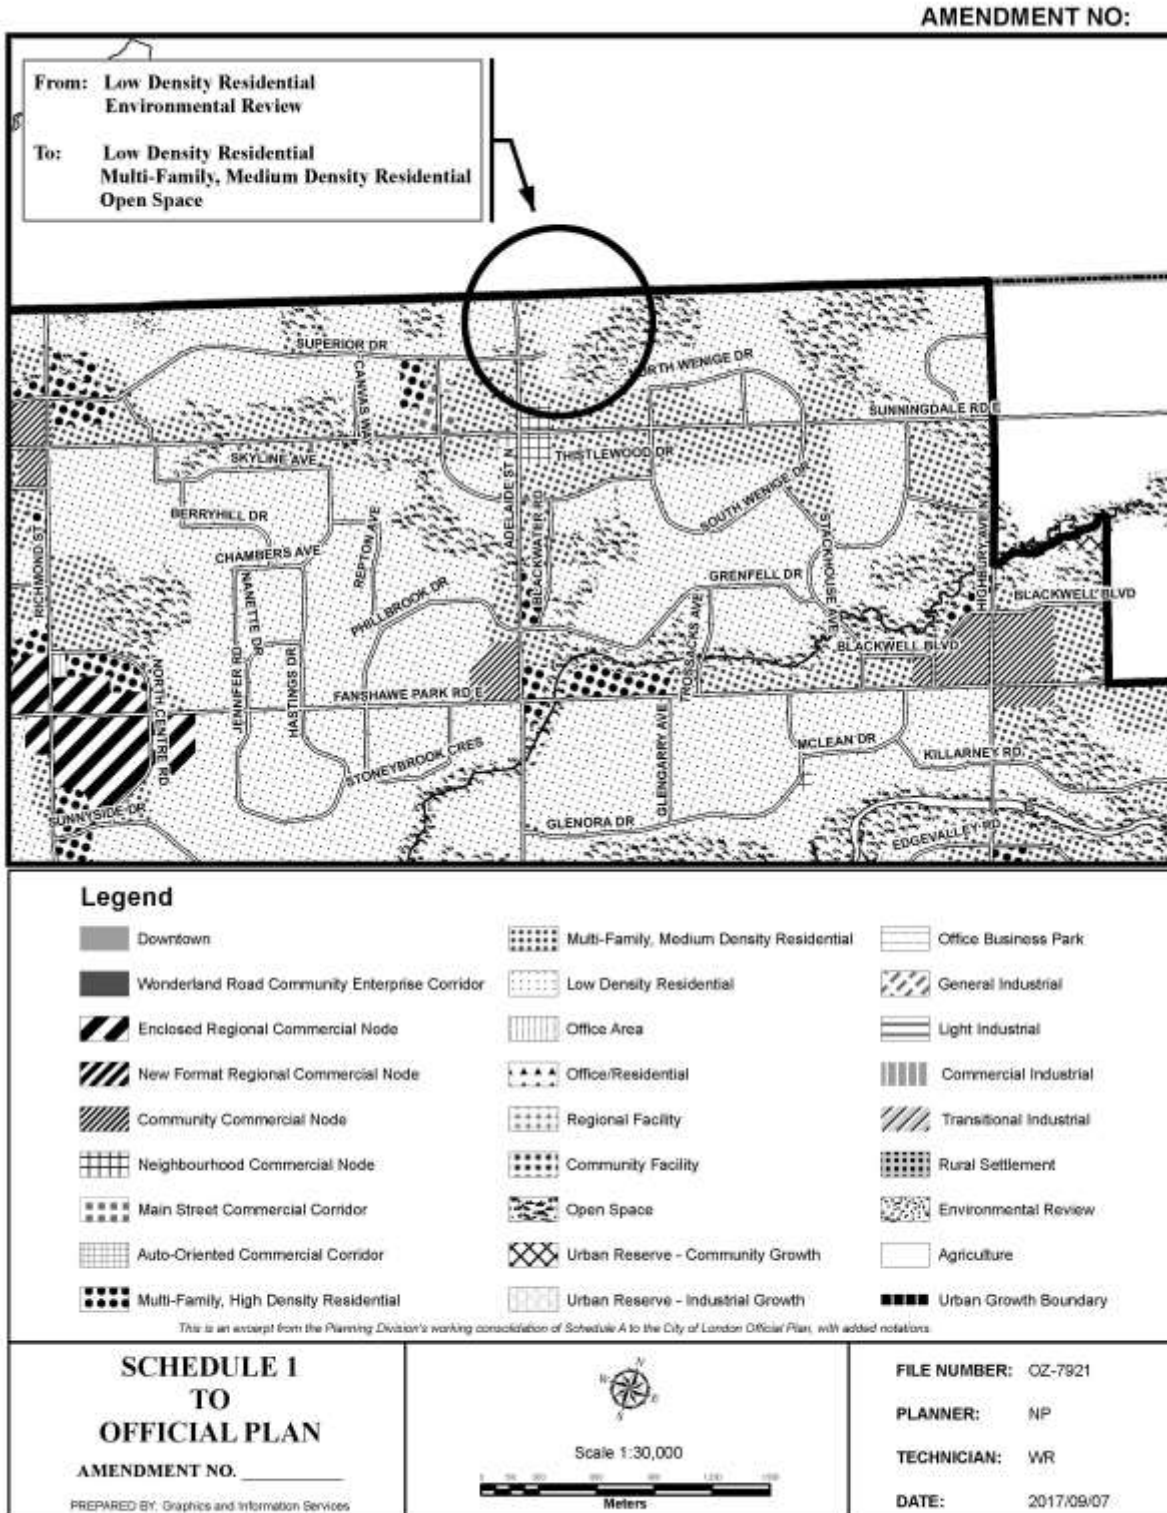 AMENDMENT NO:
From: Low Density Residential
Environmental Review
To: Low Density Residential
Multi-Family, Medium Density Residential
Open Space
SUPERIOR DR
CANVAS WAY
NORTH WENIGE DR
SUNNINGDALE RD E
SKYLINE AVE
THISTLEWOOD DR
ADELAIDE ST N
BLACKWATER RD
SOUTH WENIGE DR
BERRYHILL DR
REPTON AVE
STACKHOUSE AVE
HIGHBURY AVE N
RICHMOND ST
CHAMBERS AVE
NANETTE DR
PHILLBROOK DR
GRENFELL DR
BLACKWELL BLVD
TROSSACKS AVE
BLACKWELL BLVD
JENNIFER RD
HASTINGS DR
NORTH CENTRE RD
FANSHAWE PARK RD E
STONEYBROOK CRES
GLENGARRY AVE
MCLEAN DR
KILLARNEY RD
SUNNYSIDE DR
GLENORA DR
EDGEVALLEY RD
Legend
Downtown
Wonderland Road Community Enterprise Corridor
Enclosed Regional Commercial Node
New Format Regional Commercial Node
Community Commercial Node
Neighbourhood Commercial Node
Main Street Commercial Corridor
Auto-Oriented Commercial Corridor
Multi-Family, High Density Residential
Multi-Family, Medium Density Residential
Low Density Residential
Office Area
Office/Residential
Regional Facility
Community Facility
Open Space
Urban Reserve - Community Growth
Urban Reserve - Industrial Growth
Office Business Park
General Industrial
Light Industrial
Commercial Industrial
Transitional Industrial
Rural Settlement
Environmental Review
Agriculture
Urban Growth Boundary
This is an excerpt from the Planning Division's working consolidation of Schedule A to the City of London Official Plan, with added notations.
SCHEDULE 1
TO
OFFICIAL PLAN
AMENDMENT NO. ___________
PREPARED BY: Graphics and Information Services
N
W
E
S
Scale 1:30,000
Meters
FILE NUMBER: OZ-7921
PLANNER: NP
TECHNICIAN: WR
DATE: 2017/09/07